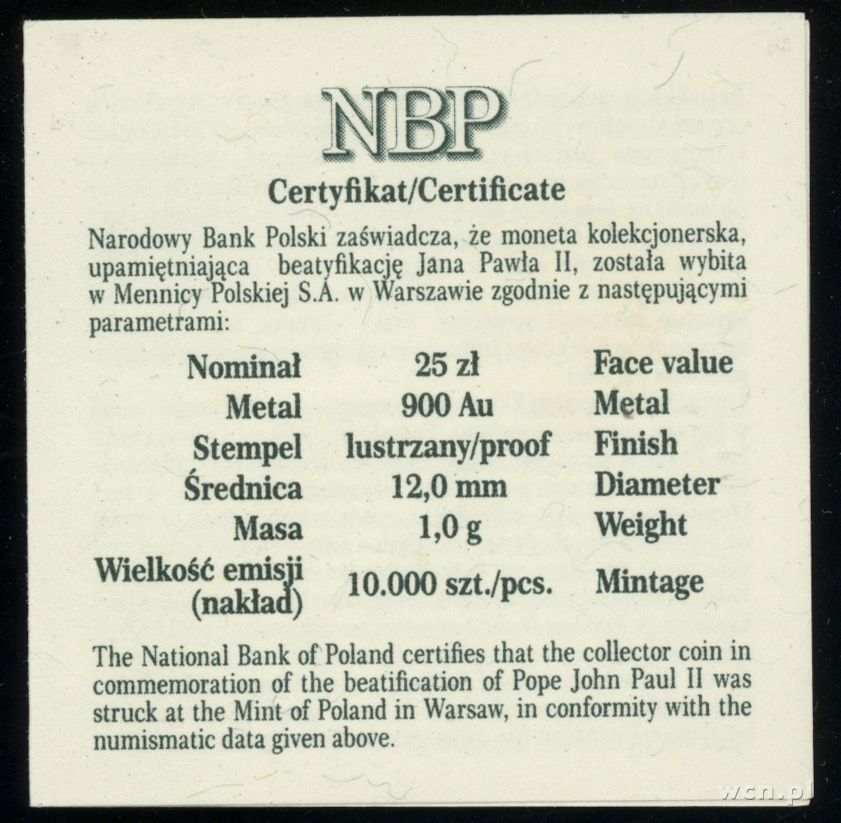 NBP
Certyfikat/Certificate
Narodowy Bank Polski zaświadcza, że moneta kolekcjonerska,
upamiętniająca beatyfikację Jana Pawła II, została wybita
w Mennicy Polskiej S.A. w Warszawie zgodnie z następującymi
parametrami:
Nominał 25 zł Face value
Metal 900 Au Metal
Stempel lustrzany/proof Finish
Średnica 12,0 mm Diameter
Masa 1,0 g Weight
Wielkość emisji
(nakład) 10.000 szt./pcs. Mintage
The National Bank of Poland certifies that the collector coin in
commemoration of the beatification of Pope John Paul II was
struck at the Mint of Poland in Warsaw, in conformity with the
numismatic data given above.
wcn.pl